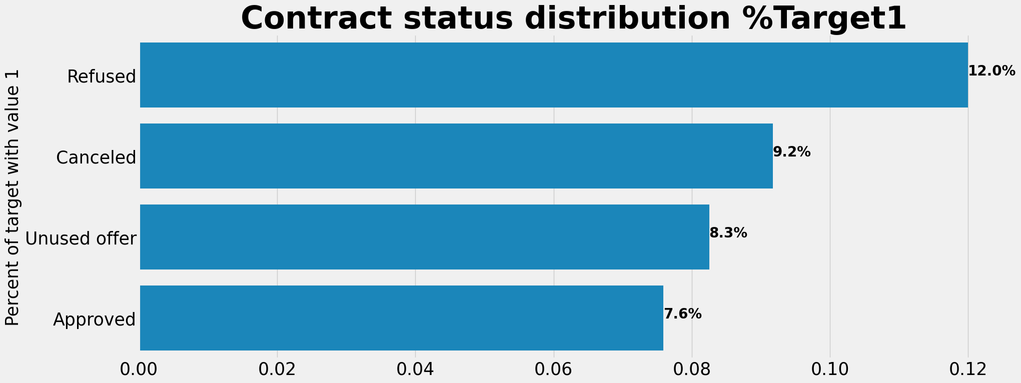 Contract status distribution %Target1
Percent of target with value 1
Refused
12.0%
Canceled
9.2%
Unused offer
8.3%
Approved
7.6%
0.00 0.02 0.04 0.06 0.08 0.10 0.12